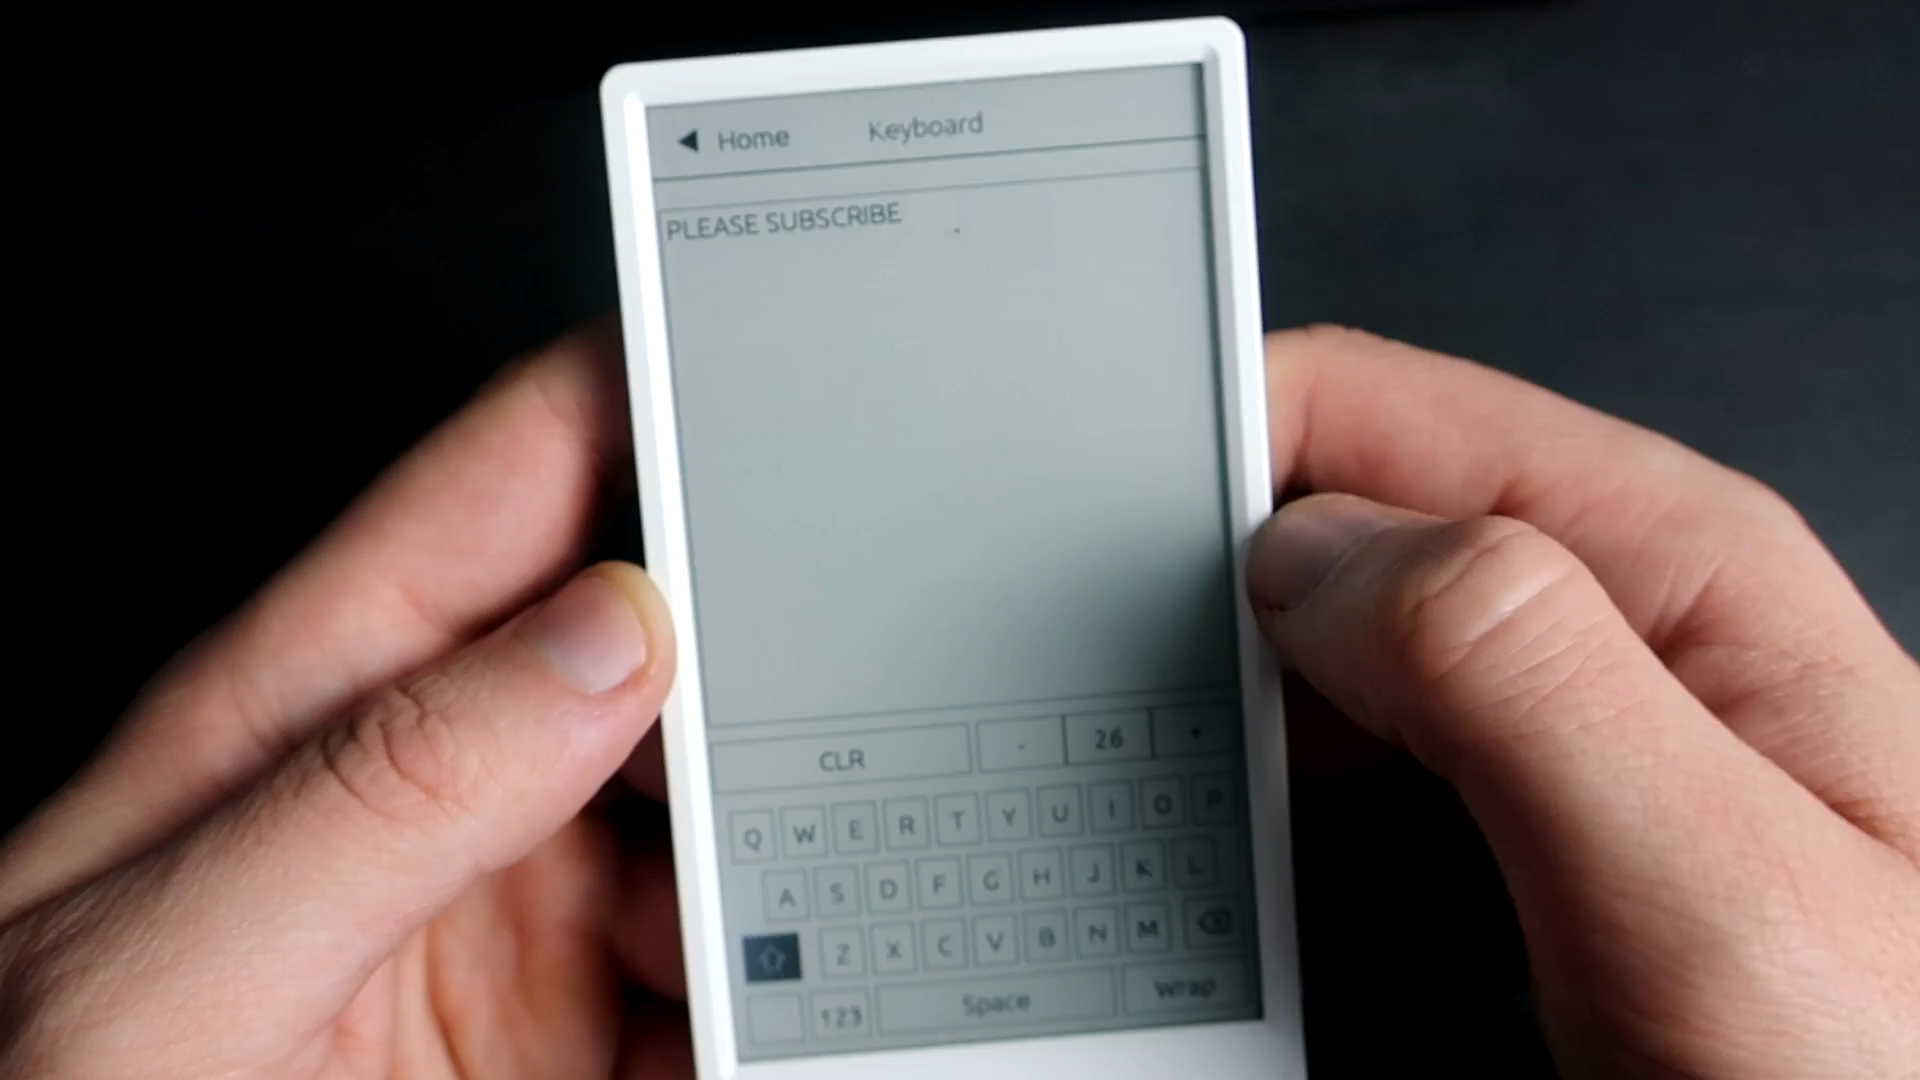 ◀ Home Keyboard
PLEASE SUBSCRIBE
CLR - 26 +
Q W E R T Y U I O P
A S D F G H J K L
Z X C V B N M
123 Space Wrap